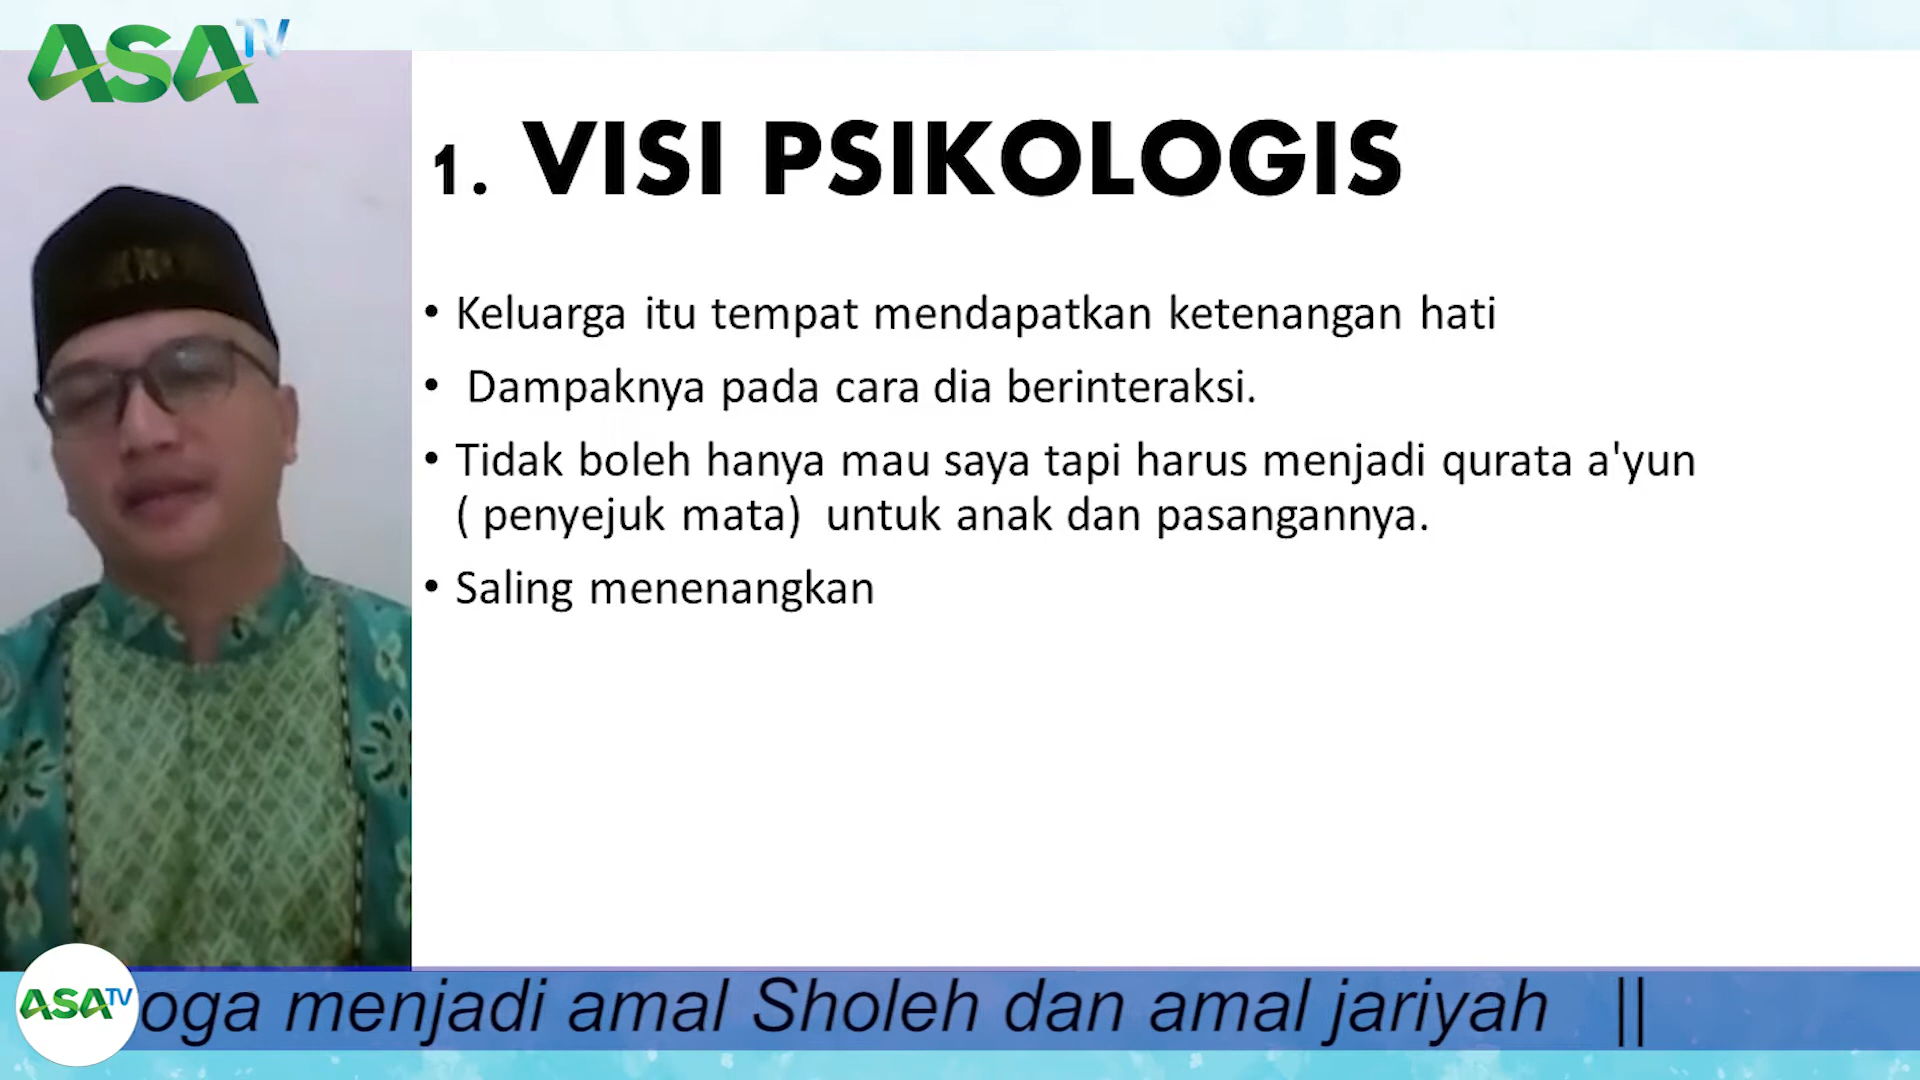 ASA TV
1. VISI PSIKOLOGIS
• Keluarga itu tempat mendapatkan ketenangan hati
• Dampaknya pada cara dia berinteraksi.
• Tidak boleh hanya mau saya tapi harus menjadi qurata a'yun
( penyejuk mata) untuk anak dan pasangannya.
• Saling menenangkan
ASA TV
oga menjadi amal Sholeh dan amal jariyah ||